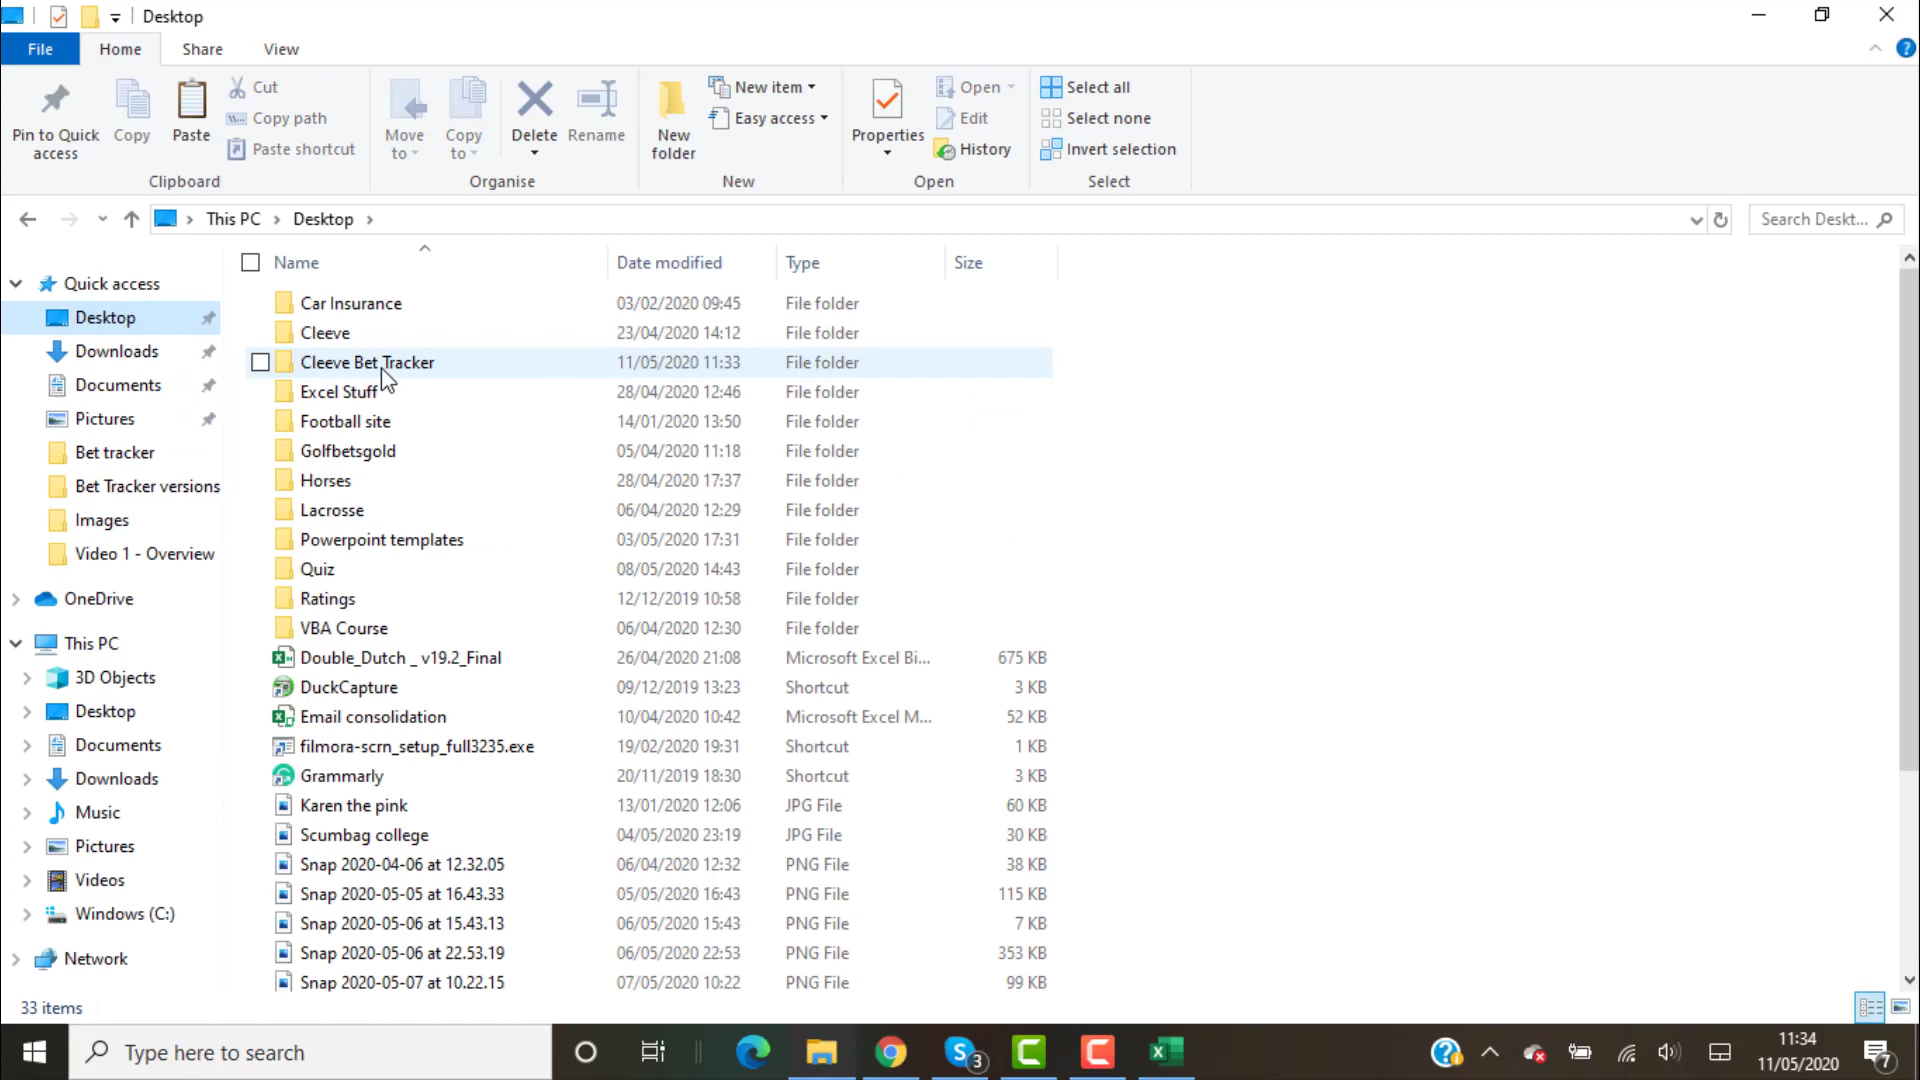 Desktop
File Home Share View
Pin to Quick access
Copy
Paste
Cut
Copy path
Paste shortcut
Clipboard
Move to
Copy to
Delete
Rename
Organise
New folder
New item
Easy access
New
Properties
Open
Edit
History
Open
Select all
Select none
Invert selection
Select
This PC Desktop
Search Deskt...
Name Date modified Type Size
Quick access
Desktop
Downloads
Documents
Pictures
Bet tracker
Bet Tracker versions
Images
Video 1 - Overview
OneDrive
This PC
3D Objects
Desktop
Documents
Downloads
Music
Pictures
Videos
Windows (C:)
Network
Car Insurance 03/02/2020 09:45 File folder
Cleeve 23/04/2020 14:12 File folder
Cleeve Bet Tracker 11/05/2020 11:33 File folder
Excel Stuff 28/04/2020 12:46 File folder
Football site 14/01/2020 13:50 File folder
Golfbetsgold 05/04/2020 11:18 File folder
Horses 28/04/2020 17:37 File folder
Lacrosse 06/04/2020 12:29 File folder
Powerpoint templates 03/05/2020 17:31 File folder
Quiz 08/05/2020 14:43 File folder
Ratings 12/12/2019 10:58 File folder
VBA Course 06/04/2020 12:30 File folder
Double_Dutch _ v19.2_Final 26/04/2020 21:08 Microsoft Excel Bi... 675 KB
DuckCapture 09/12/2019 13:23 Shortcut 3 KB
Email consolidation 10/04/2020 10:42 Microsoft Excel M... 52 KB
filmora-scrn_setup_full3235.exe 19/02/2020 19:31 Shortcut 1 KB
Grammarly 20/11/2019 18:30 Shortcut 3 KB
Karen the pink 13/01/2020 12:06 JPG File 60 KB
Scumbag college 04/05/2020 23:19 JPG File 30 KB
Snap 2020-04-06 at 12.32.05 06/04/2020 12:32 PNG File 38 KB
Snap 2020-05-05 at 16.43.33 05/05/2020 16:43 PNG File 115 KB
Snap 2020-05-06 at 15.43.13 06/05/2020 15:43 PNG File 7 KB
Snap 2020-05-06 at 22.53.19 06/05/2020 22:53 PNG File 353 KB
Snap 2020-05-07 at 10.22.15 07/05/2020 10:22 PNG File 99 KB
33 items
Type here to search
3
11:34
11/05/2020
7